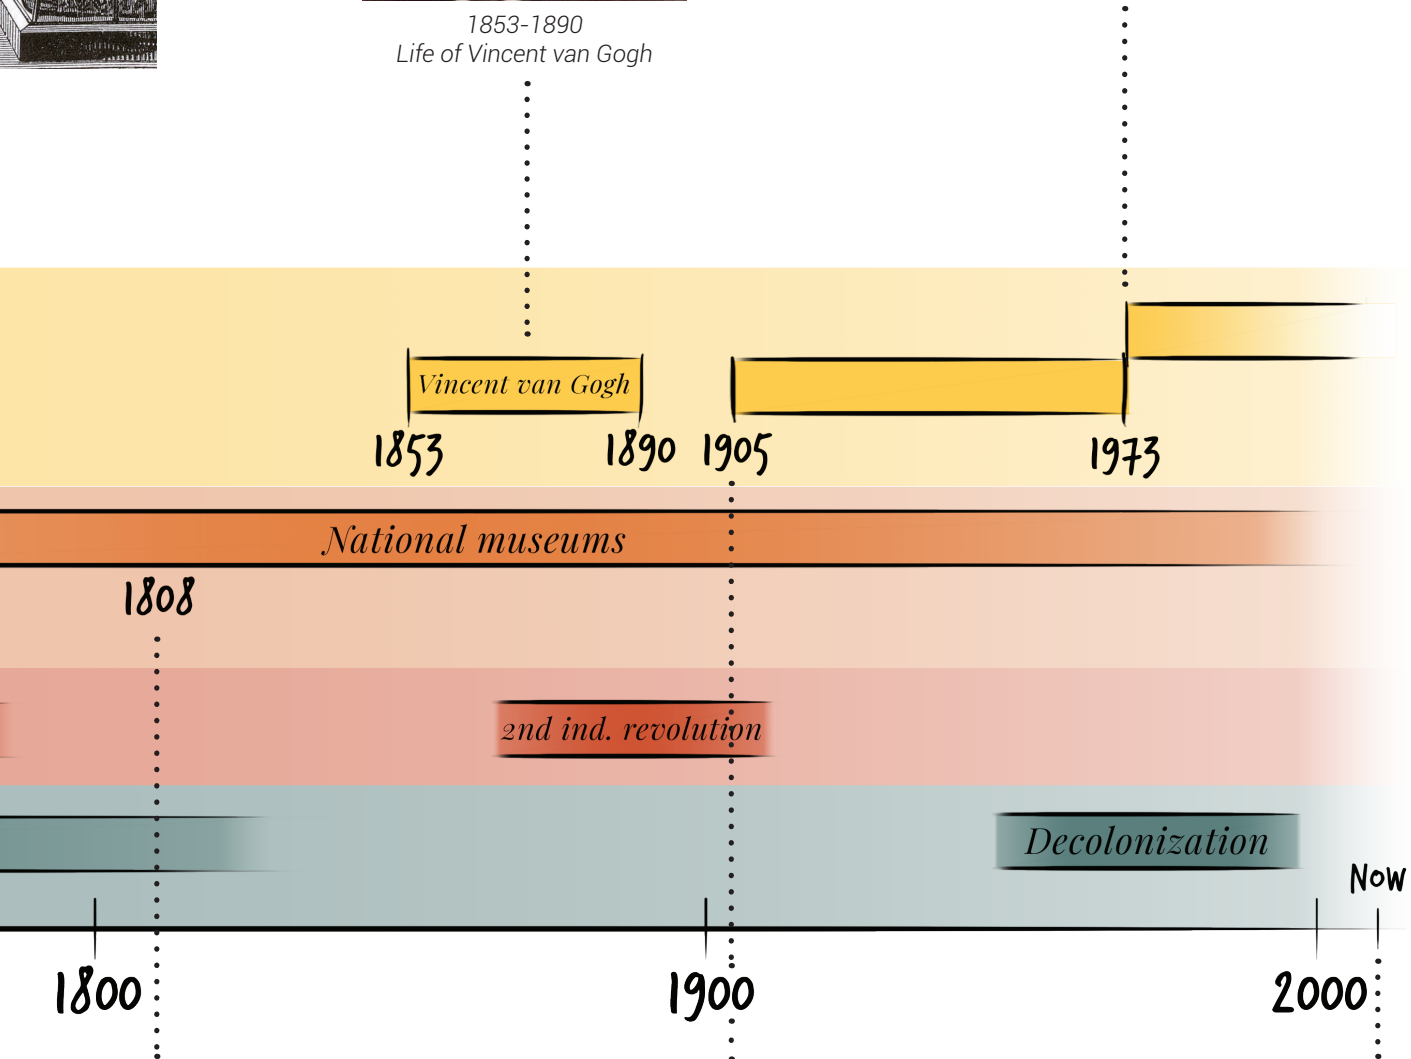 1853-1890
Life of Vincent van Gogh
Vincent van Gogh
1853
1890
1905
1973
National museums
1808
2nd ind. revolution
Decolonization
Now
1800
1900
2000